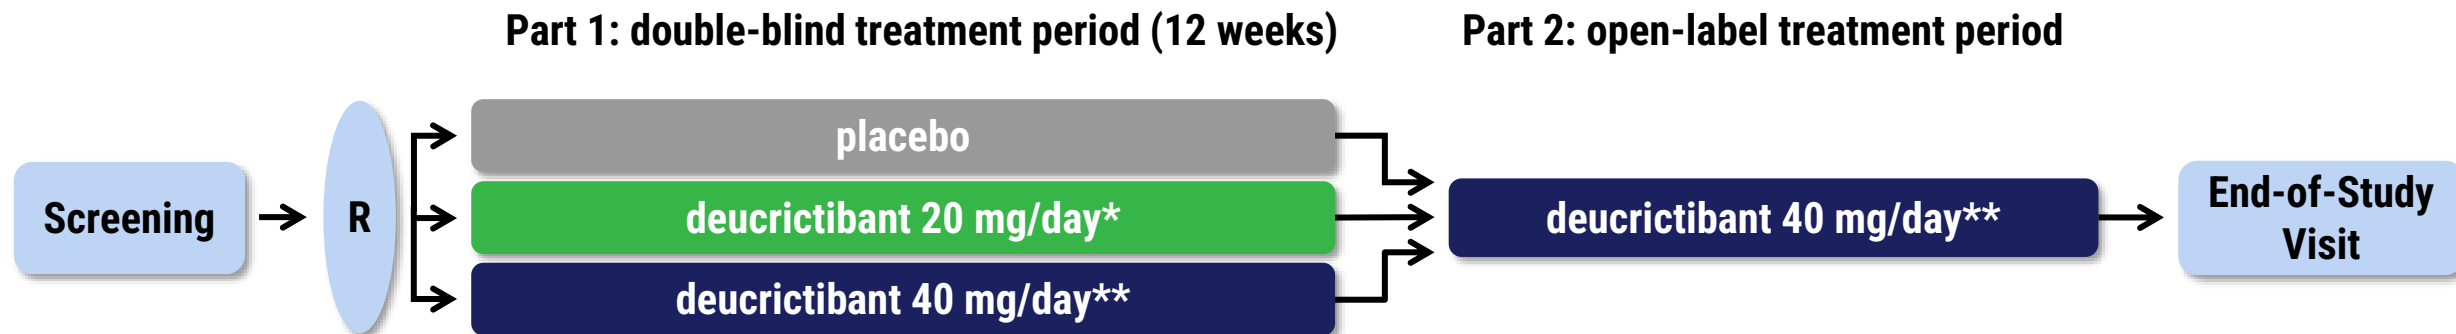 Part 1: double-blind treatment period (12 weeks)
Part 2: open-label treatment period
Screening
R
placebo
deucrictibant 20 mg/day*
deucrictibant 40 mg/day**
deucrictibant 40 mg/day**
End-of-Study
Visit